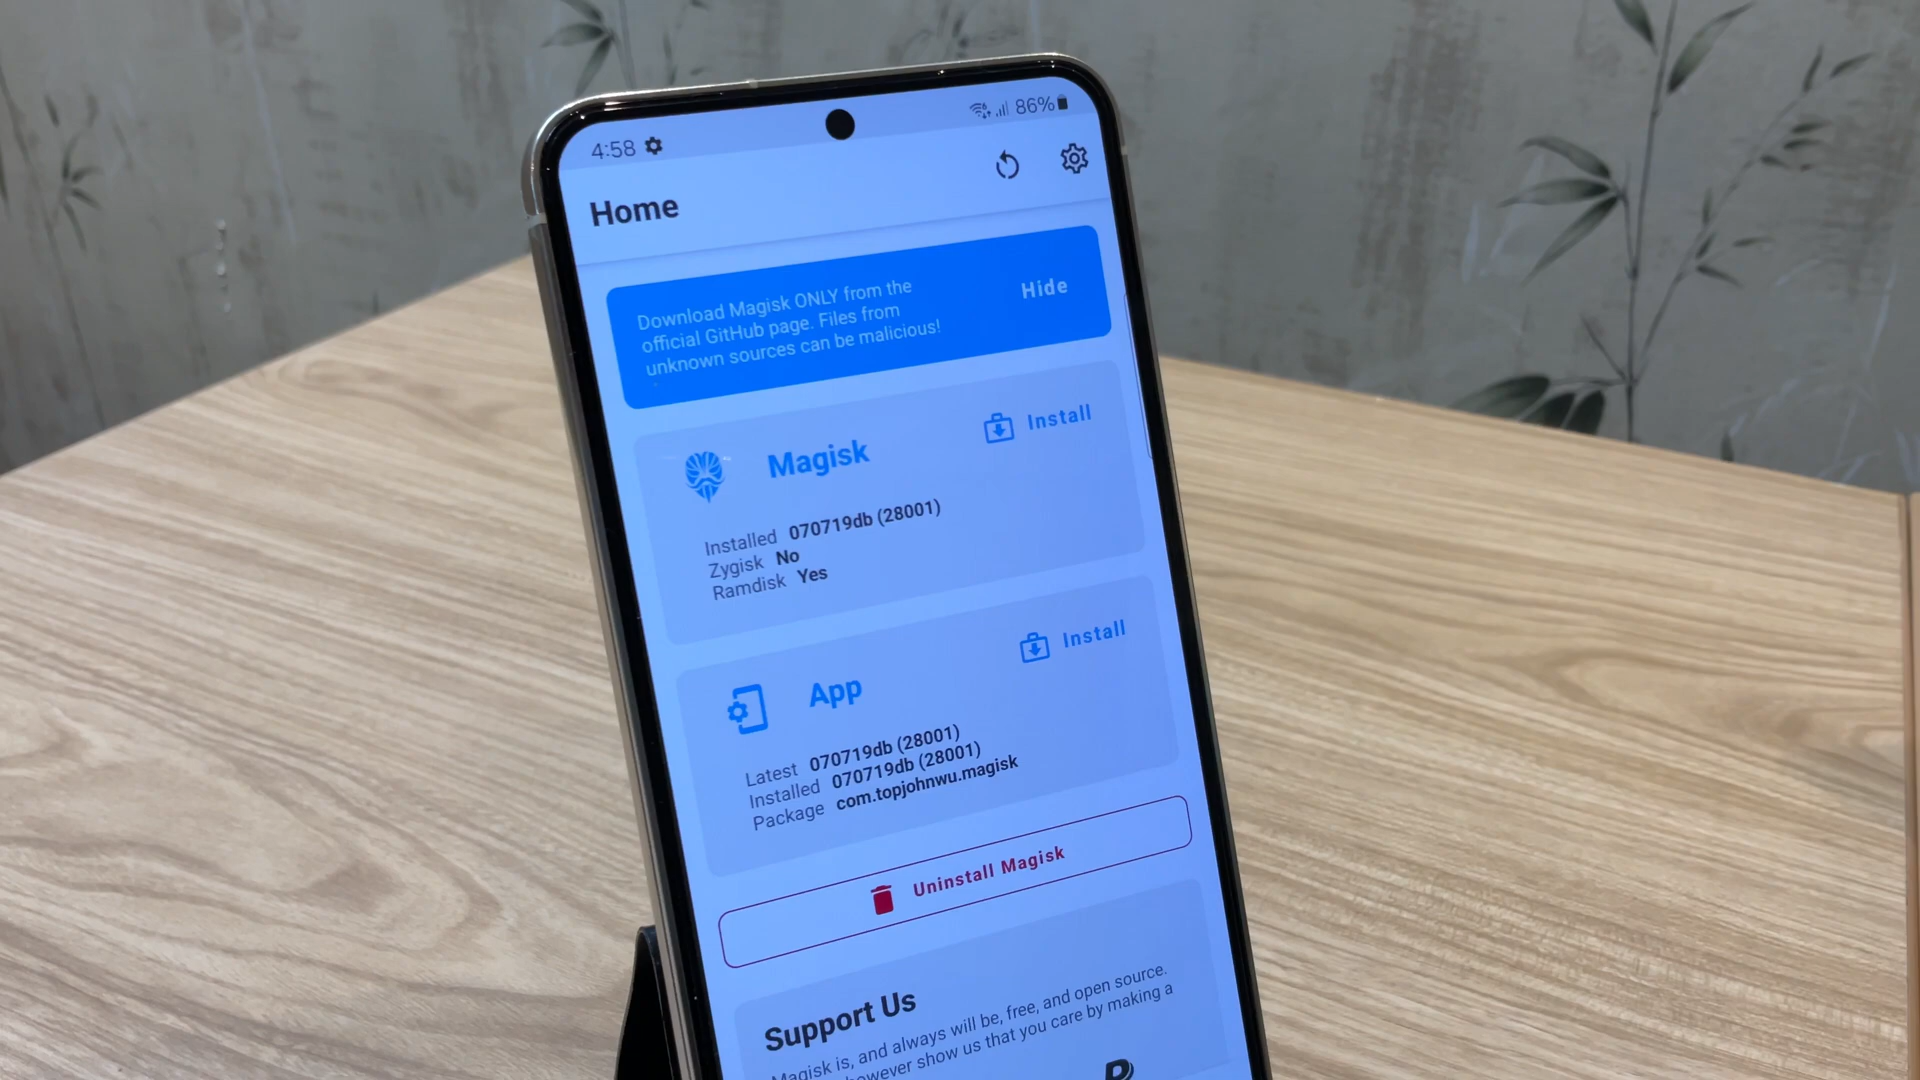 4:58
86%
Home
Download Magisk ONLY from the
official GitHub page. Files from
unknown sources can be malicious!
Hide
Magisk
Install
Installed 070719db (28001)
Zygisk No
Ramdisk Yes
App
Install
Latest 070719db (28001)
Installed 070719db (28001)
Package com.topjohnwu.magisk
Uninstall Magisk
Support Us
Magisk is, and always will be, free, and open source.
however show us that you care by making a